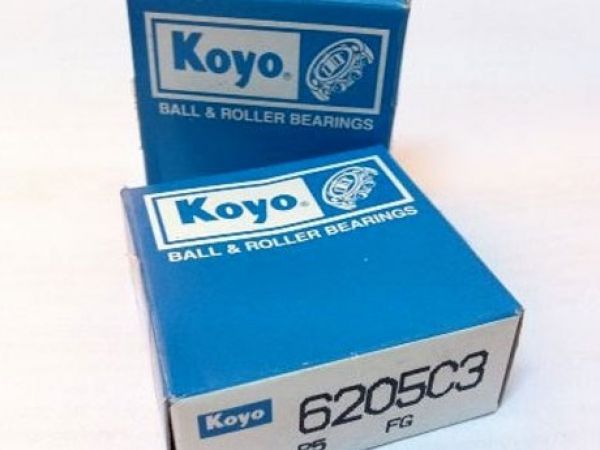 Koyo®
BALL & ROLLER BEARINGS
Koyo®
BALL & ROLLER BEARINGS
Koyo 6205C3
FG